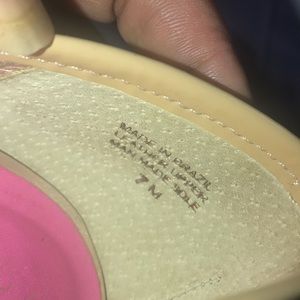 MADE IN BRAZIL
LEATHER UPPER
MAN MADE SOLE
7 M